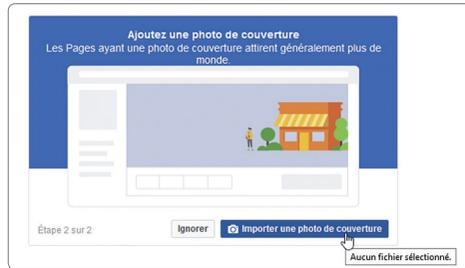 Ajoutez une photo de couverture
Les Pages ayant une photo de couverture attirent généralement plus de
monde.
Étape 2 sur 2
Ignorer
Importer une photo de couverture
Aucun fichier sélectionné.